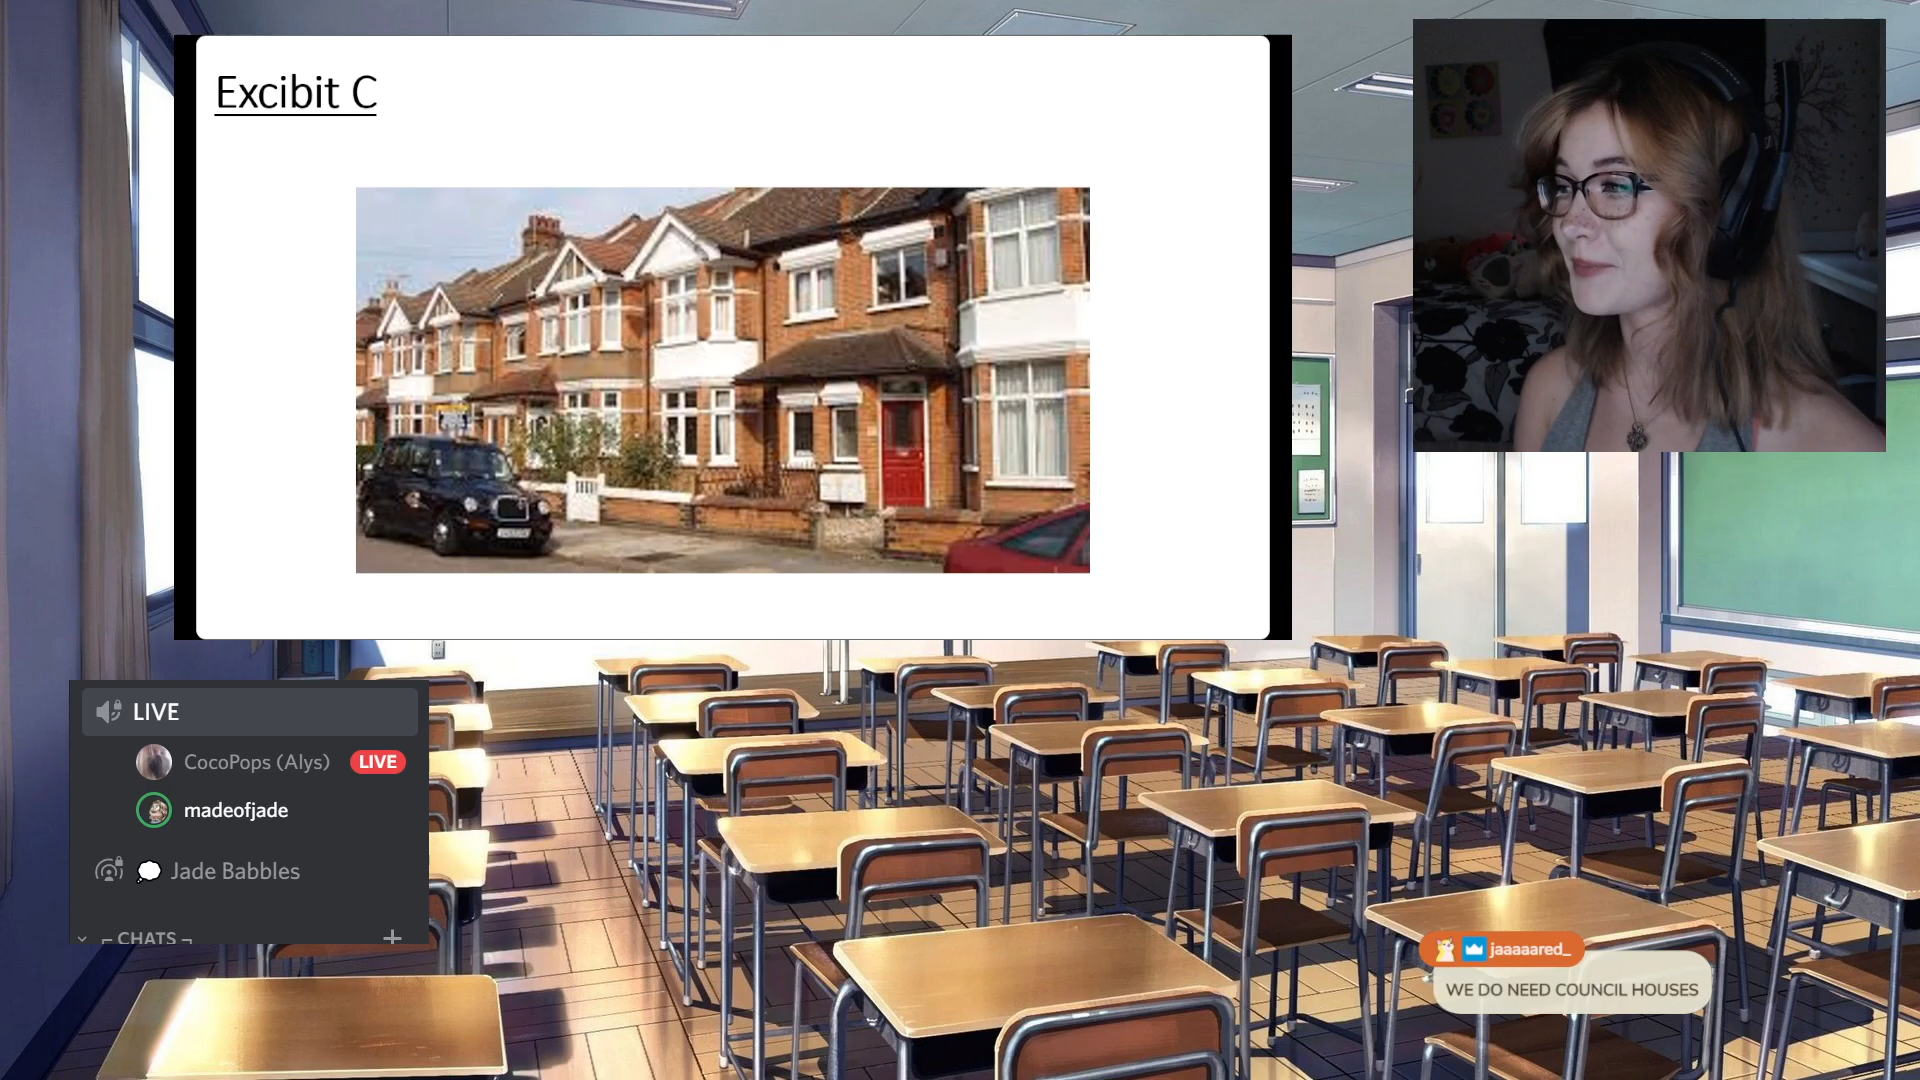 Excibit C
LIVE
CocoPops (Alys) LIVE
madeofjade
Jade Babbles
CHATS
jaaaaared_
WE DO NEED COUNCIL HOUSES